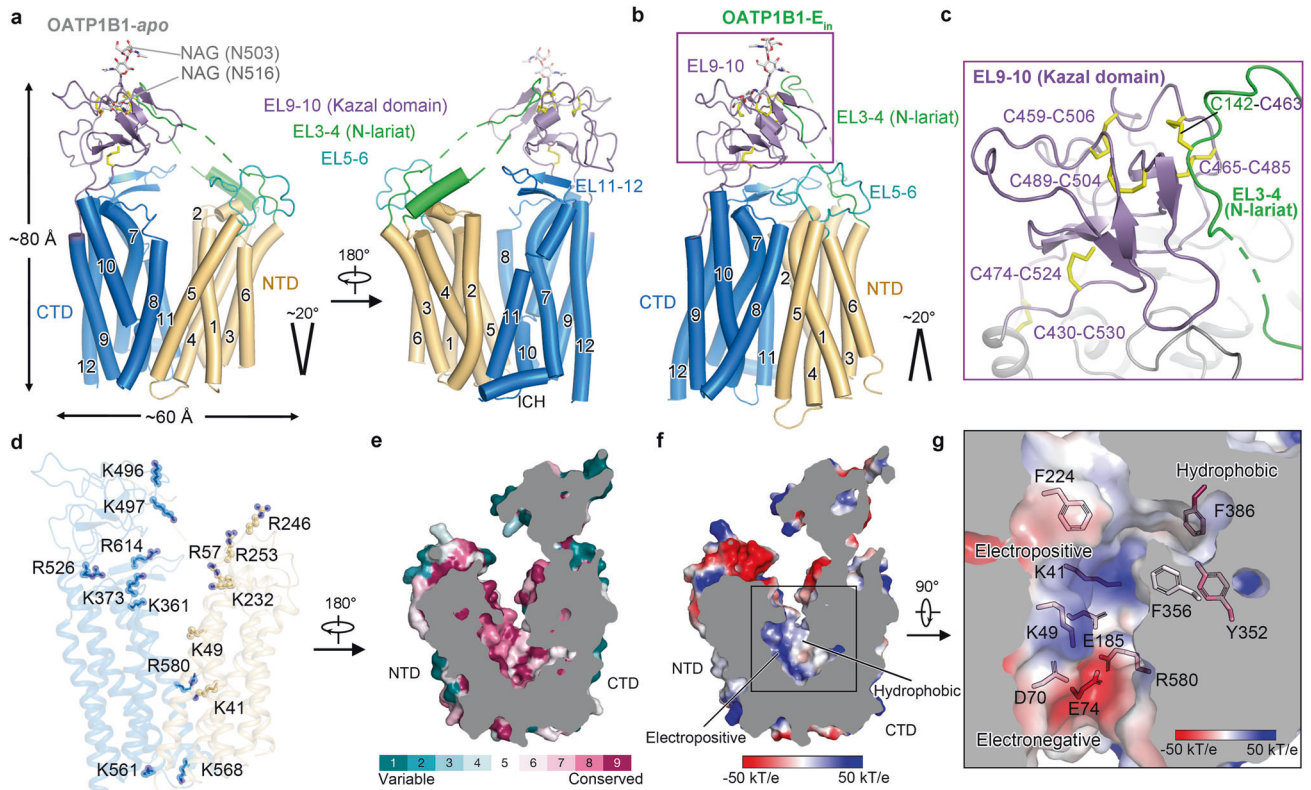 a
OATP1B1-apo
NAG (N503)
NAG (N516)
EL9-10 (Kazal domain)
EL3-4 (N-lariat)
EL5-6
EL11-12
~80 Å
~60 Å
CTD
NTD
7
10
8
11
9
12
2
5
6
1
4
3
~20°
180°
8
4
2
3
1
5
6
11
10
7
9
12
ICH
b
OATP1B1-Ein
EL9-10
EL3-4 (N-lariat)
EL5-6
CTD
NTD
7
10
2
9
8
5
6
1
3
11
12
4
~20°
c
EL9-10 (Kazal domain)
C142-C463
C459-C506
C465-C485
C489-C504
EL3-4
(N-lariat)
C474-C524
C430-C530
d
K496
K497
R246
R614
R57
R253
R526
K373
K361
K232
K49
R580
K41
K561
K568
180°
e
NTD
CTD
1 2 3 4 5 6 7 8 9
Variable
Conserved
f
NTD
Hydrophobic
CTD
Electropositive
-50 kT/e
50 kT/e
90°
g
F224
Hydrophobic
F386
Electropositive
K41
F356
Y352
K49
E185
R580
D70
E74
Electronegative
-50 kT/e
50 kT/e